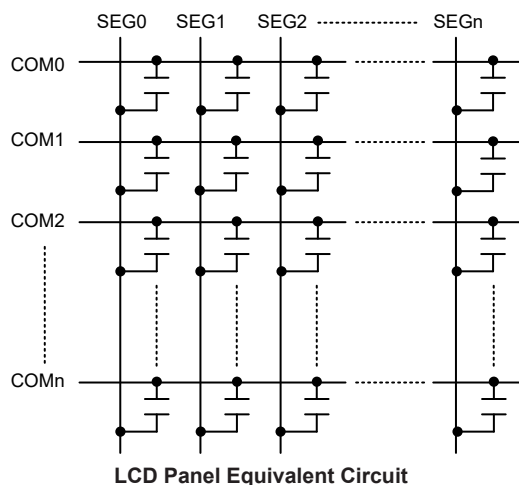 SEG0 SEG1 SEG2 SEGn
COM0
COM1
COM2
COMn
LCD Panel Equivalent Circuit